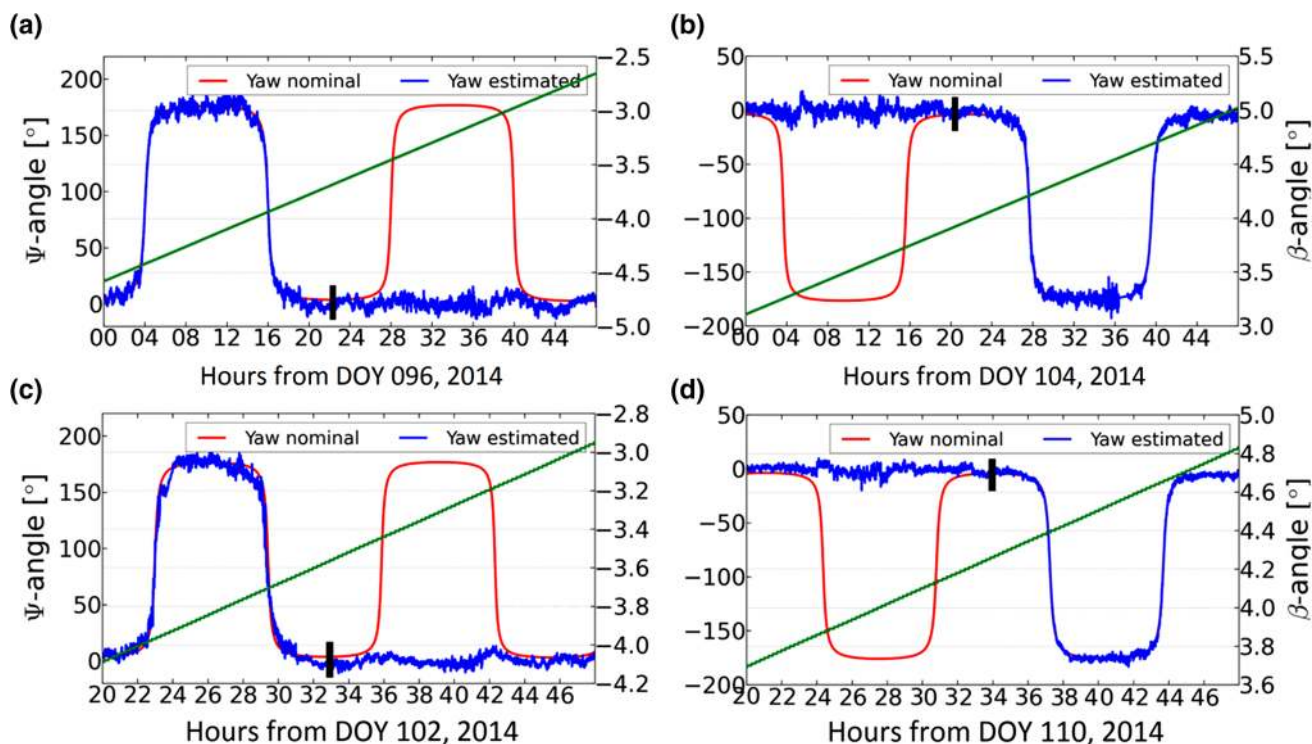 (a)
Yaw nominal Yaw estimated
Ψ-angle [°]
200
150
100
50
0
−2.5
−3.0
−3.5
−4.0
−4.5
−5.0
00 04 08 12 16 20 24 28 32 36 40 44
Hours from DOY 096, 2014
(b)
Yaw nominal Yaw estimated
50
0
−50
−100
−150
−200
5.5
5.0
4.5
4.0
3.5
3.0
β-angle [°]
00 04 08 12 16 20 24 28 32 36 40 44
Hours from DOY 104, 2014
(c)
Yaw nominal Yaw estimated
Ψ-angle [°]
200
150
100
50
0
−2.8
−3.0
−3.2
−3.4
−3.6
−3.8
−4.0
−4.2
20 22 24 26 28 30 32 34 36 38 40 42 44 46
Hours from DOY 102, 2014
(d)
Yaw nominal Yaw estimated
50
0
−50
−100
−150
−200
5.0
4.8
4.6
4.4
4.2
4.0
3.8
3.6
β-angle [°]
20 22 24 26 28 30 32 34 36 38 40 42 44 46
Hours from DOY 110, 2014